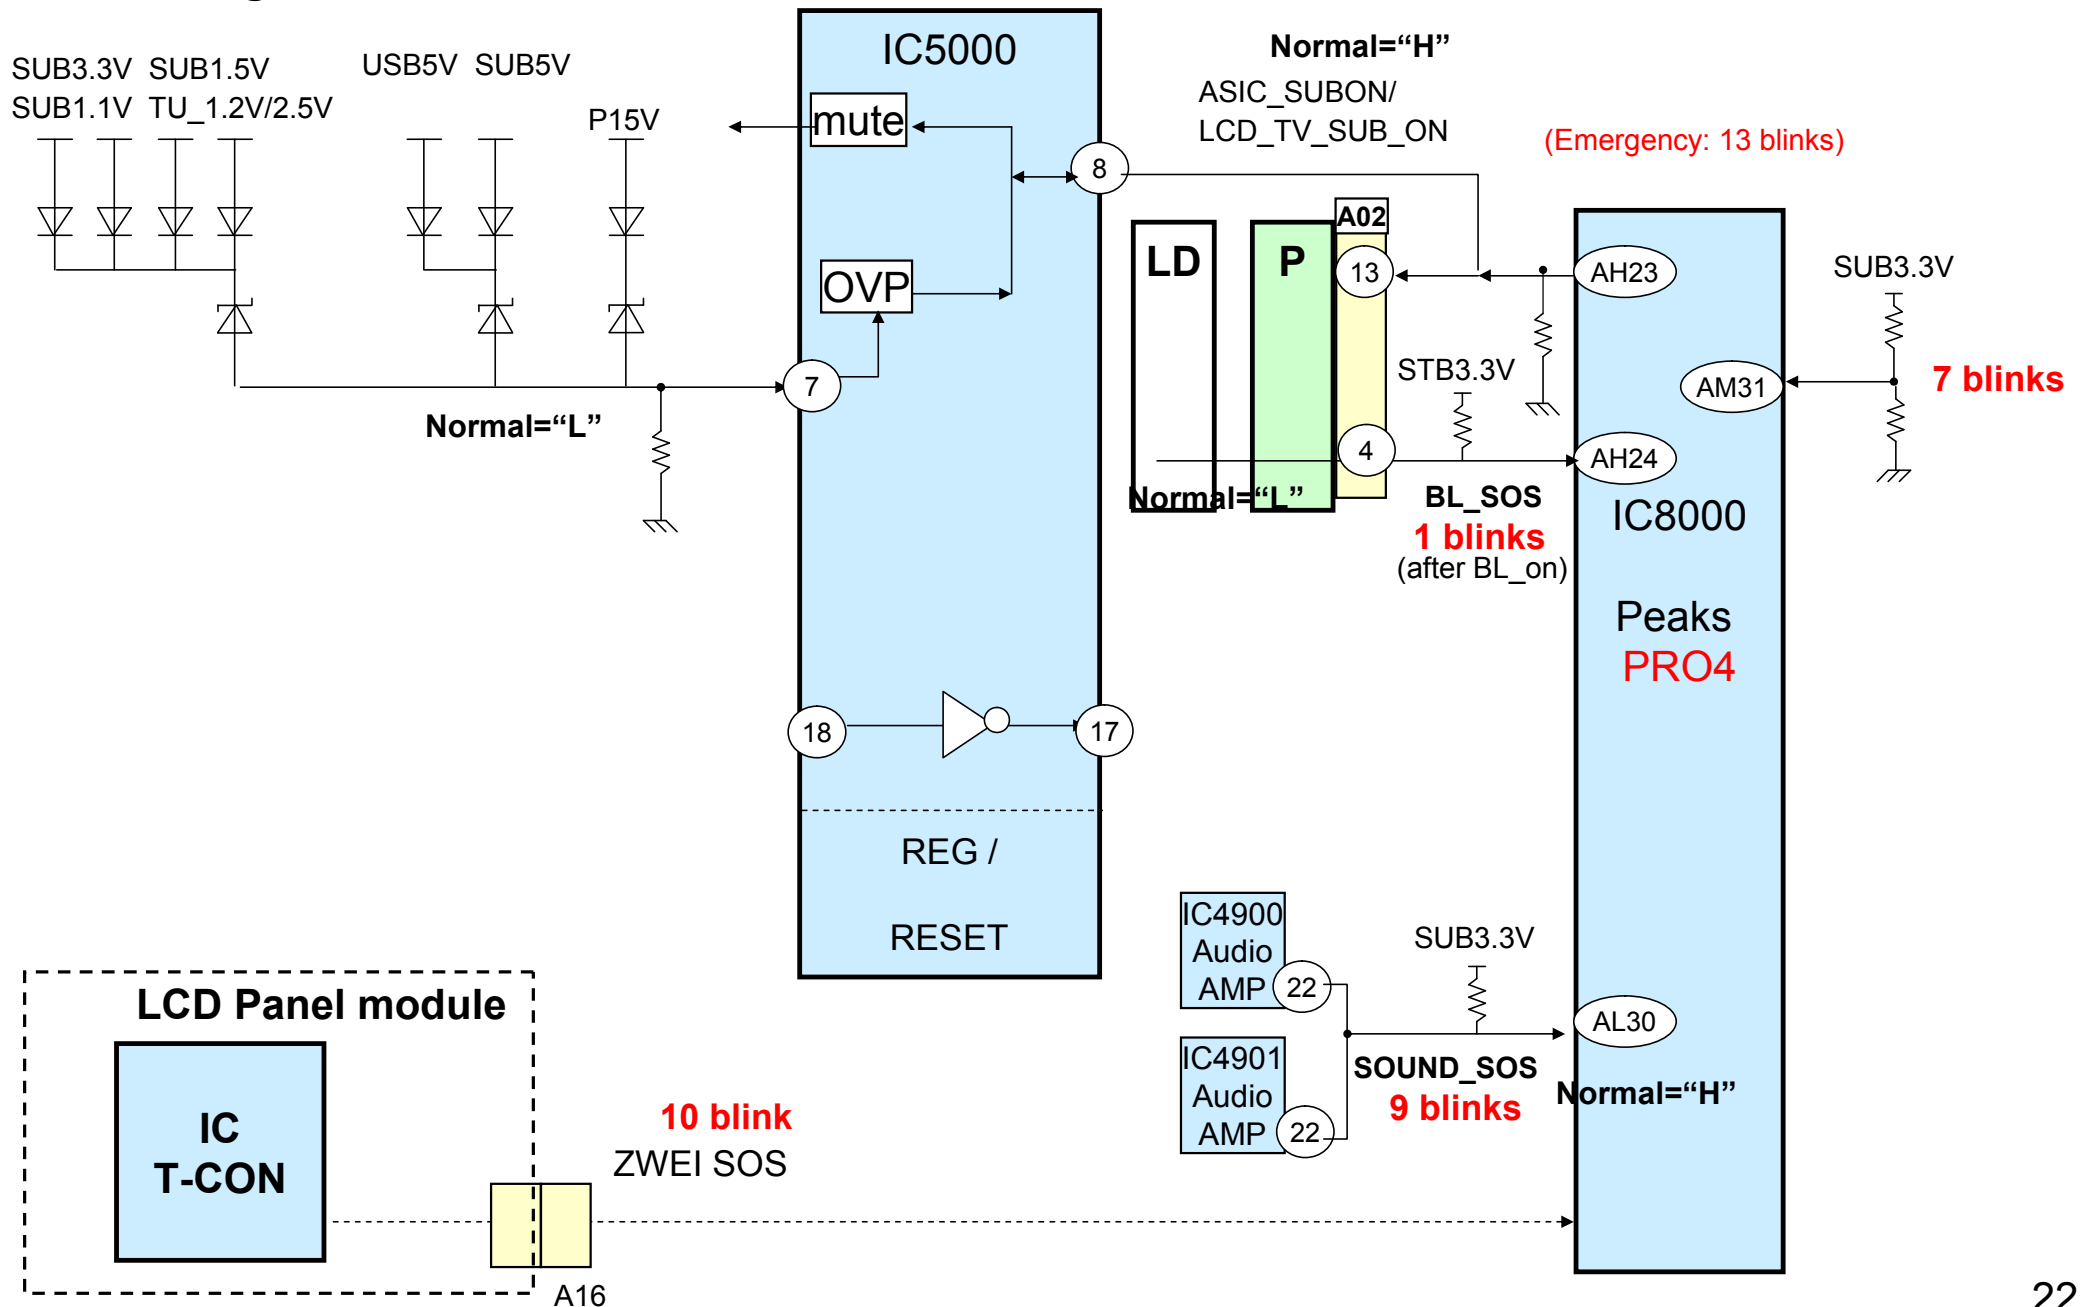 SUB3.3V SUB1.5V
SUB1.1V TU_1.2V/2.5V
USB5V SUB5V
P15V
Normal=“L”
7
IC5000
mute
OVP
8
18
17
REG /
RESET
Normal=“H”
ASIC_SUBON/
LCD_TV_SUB_ON
(Emergency: 13 blinks)
LD
P
A02
13
4
STB3.3V
Normal=“L”
BL_SOS
1 blinks
(after BL_on)
AH23
AM31
AH24
IC8000
Peaks
PRO4
SUB3.3V
7 blinks
IC4900
Audio
AMP
22
IC4901
Audio
AMP
22
SUB3.3V
SOUND_SOS
9 blinks
AL30
Normal=“H”
LCD Panel module
IC
T-CON
10 blink
ZWEI SOS
A16
22